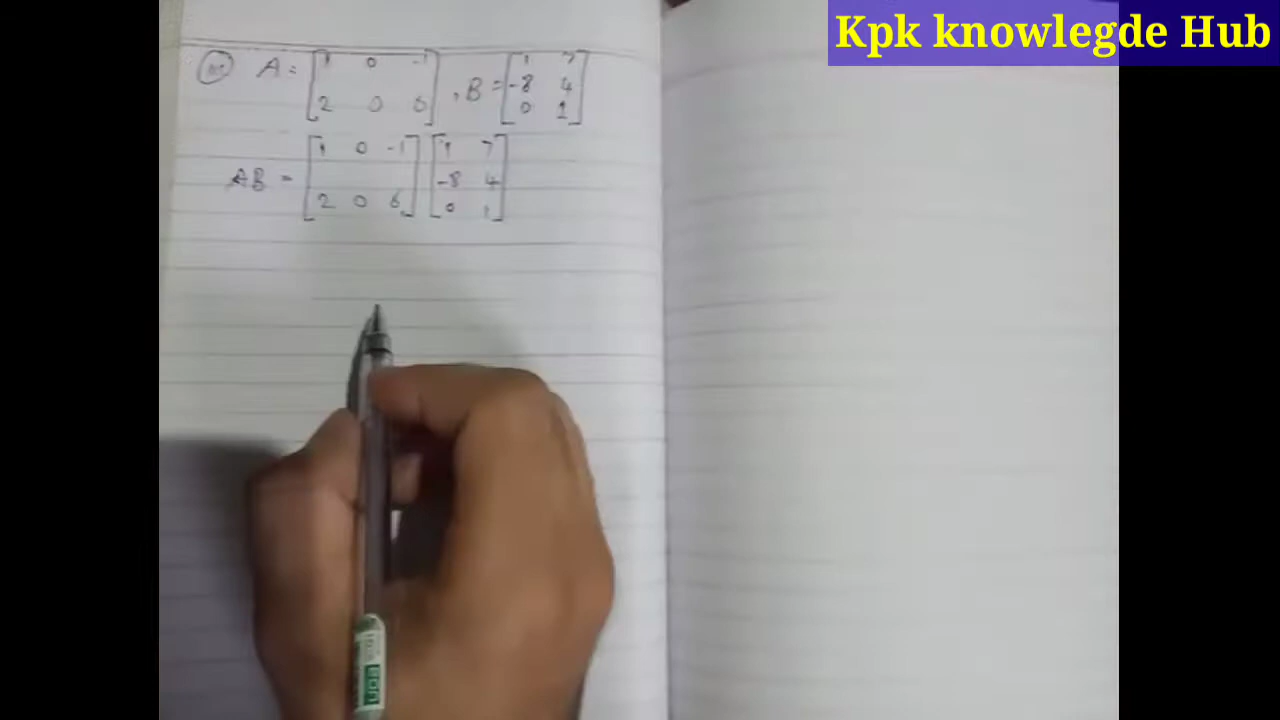 Kpk knowlegde Hub
A = [1 0 -1
2 0 6] , B = [1 7
-8 4
0 1]
AB = [1 0 -1
2 0 6] [1 7
-8 4
0 1]